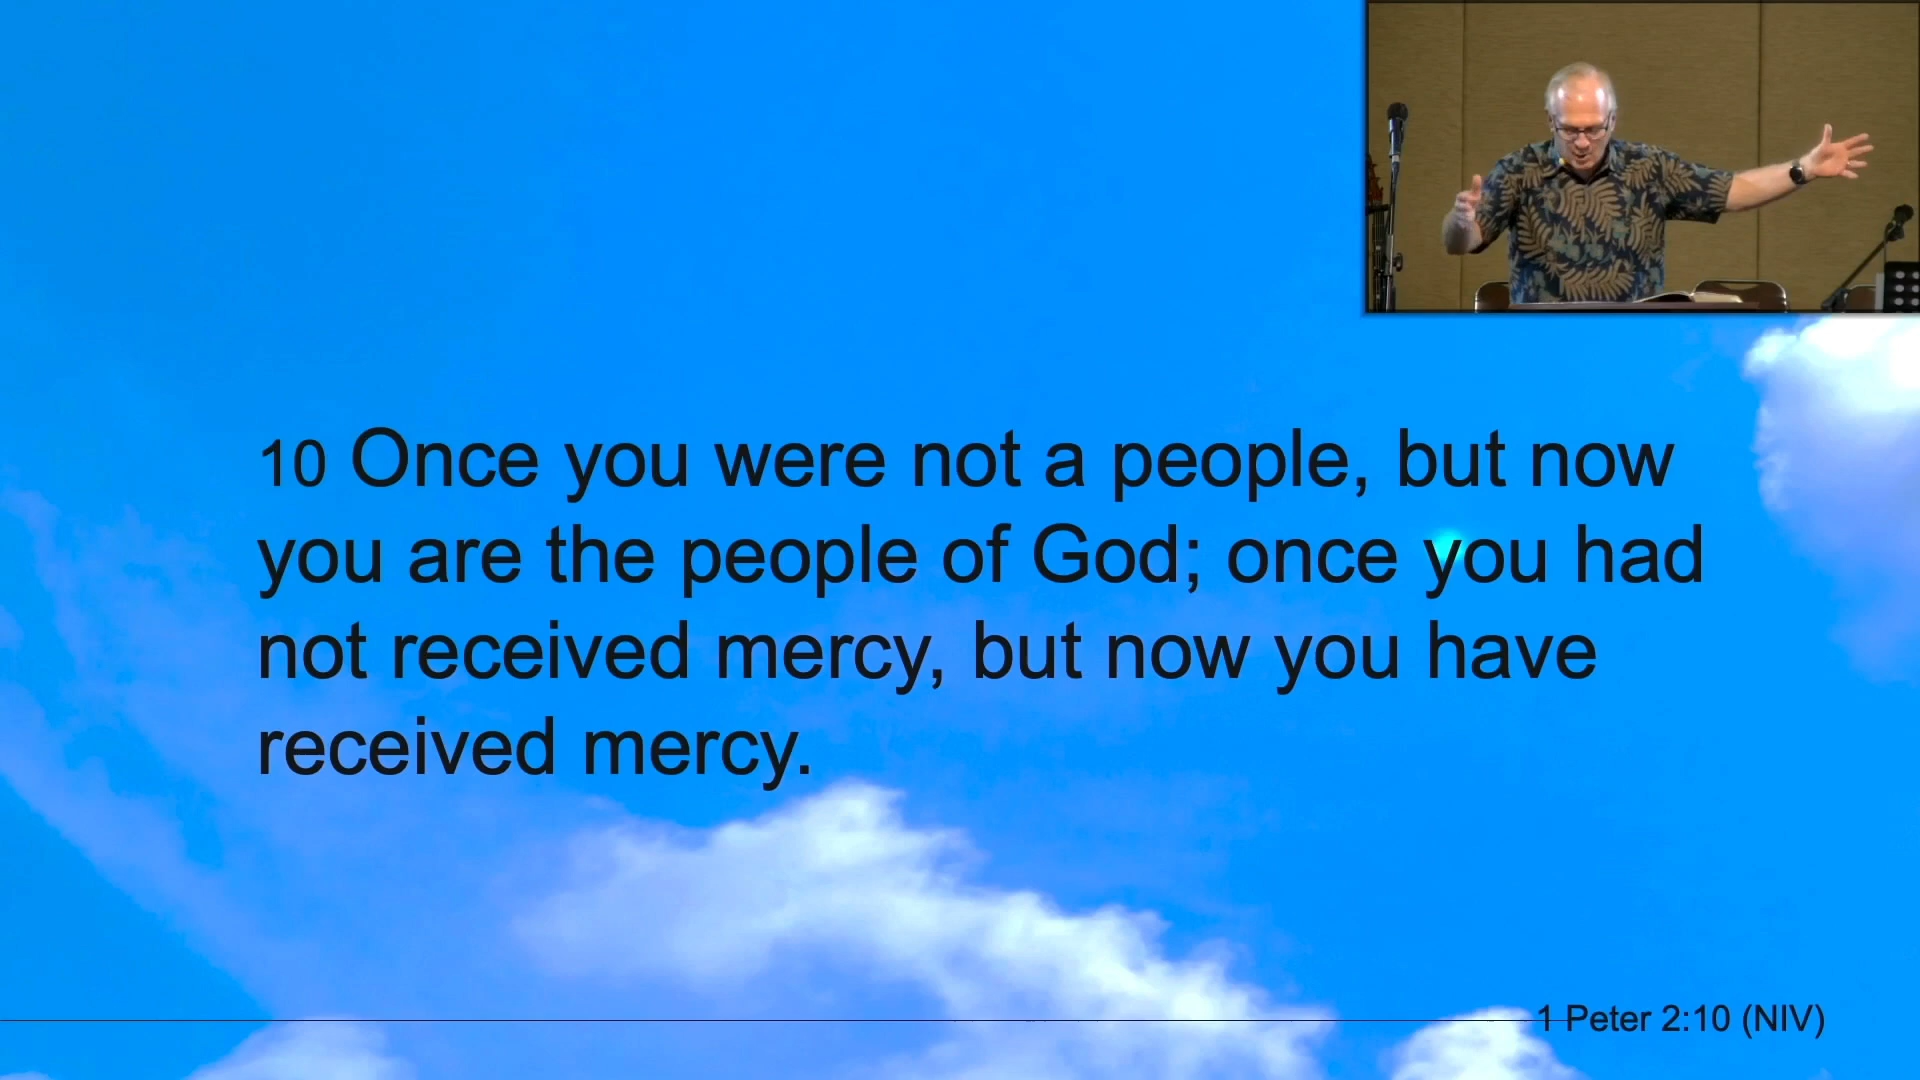 10 Once you were not a people, but now
you are the people of God; once you had
not received mercy, but now you have
received mercy.
1 Peter 2:10 (NIV)